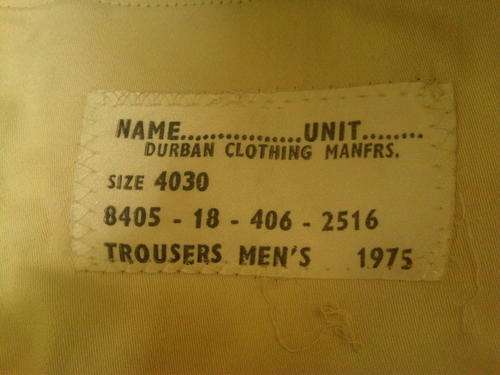 NAME................UNIT........
DURBAN CLOTHING MANFRS.
SIZE 4030
8405 - 18 - 406 - 2516
TROUSERS MEN'S 1975